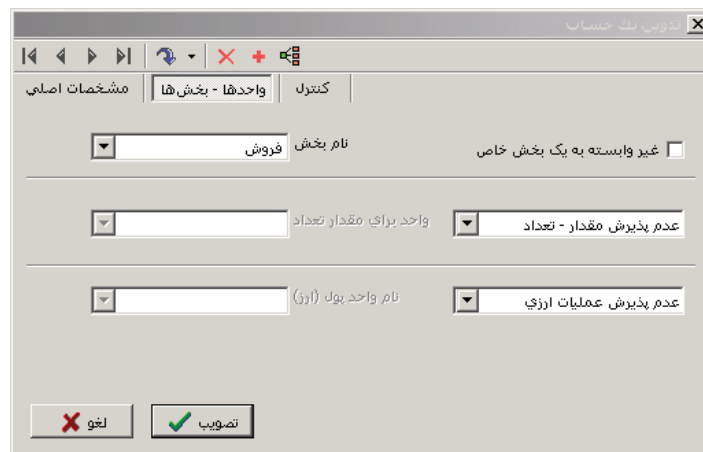 تدوين يك حساب
مشخصات اصلي
واحدها - بخش‌ها
كنترل
غير وابسته به يک بخش خاص
نام بخش
فروش
عدم پذيرش مقدار - تعداد
واحد براي مقدار تعداد
عدم پذيرش عمليات ارزي
نام واحد پول (ارز)
تصويب
لغو